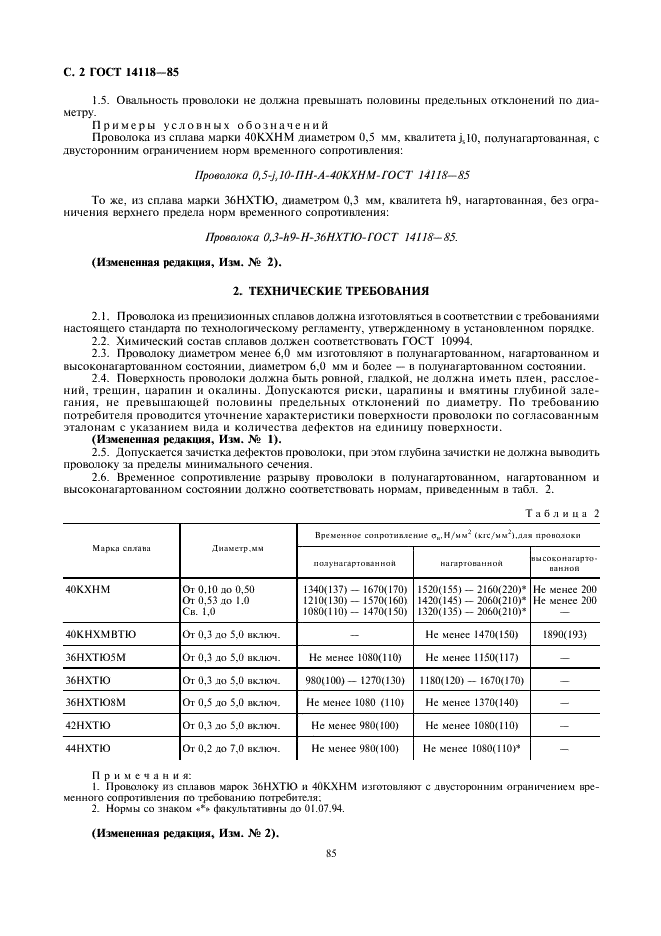 С. 2 ГОСТ 14118—85
1.5. Овальность проволоки не должна превышать половины предельных отклонений по диа-
метру.
Примеры условных обозначений
Проволока из сплава марки 40КХНМ диаметром 0,5 мм, квалитета js10, полунагартованная, с
двусторонним ограничением норм временного сопротивления:
Проволока 0,5-js10-ПН-А-40КХНМ-ГОСТ 14118—85
То же, из сплава марки 36НХТЮ, диаметром 0,3 мм, квалитета h9, нагартованная, без огра-
ничения верхнего предела норм временного сопротивления:
Проволока 0,3-h9-Н-36НХТЮ-ГОСТ 14118—85.
(Измененная редакция, Изм. № 2).
2. ТЕХНИЧЕСКИЕ ТРЕБОВАНИЯ
2.1. Проволока из прецизионных сплавов должна изготовляться в соответствии с требованиями
настоящего стандарта по технологическому регламенту, утвержденному в установленном порядке.
2.2. Химический состав сплавов должен соответствовать ГОСТ 10994.
2.3. Проволоку диаметром менее 6,0 мм изготовляют в полунагартованном, нагартованном и
высоконагартованном состоянии, диаметром 6,0 мм и более — в полунагартованном состоянии.
2.4. Поверхность проволоки должна быть ровной, гладкой, не должна иметь плен, расслое-
ний, трещин, царапин и окалины. Допускаются риски, царапины и вмятины глубиной зале-
гания, не превышающей половины предельных отклонений по диаметру. По требованию
потребителя проводится уточнение характеристики поверхности проволоки по согласованным
эталонам с указанием вида и количества дефектов на единицу поверхности.
(Измененная редакция, Изм. № 1).
2.5. Допускается зачистка дефектов проволоки, при этом глубина зачистки не должна выводить
проволоку за пределы минимального сечения.
2.6. Временное сопротивление разрыву проволоки в полунагартованном, нагартованном и
высоконагартованном состоянии должно соответствовать нормам, приведенным в табл. 2.
Таблица 2
Марка сплава Диаметр,мм Временное сопротивление σв,Н/мм² (кгс/мм²),для проволоки
полунагартованной нагартованной высоконагарто-
ванной
40КХНМ От 0,10 до 0,50 1340(137) — 1670(170) 1520(155) — 2160(220)* Не менее 200
От 0,53 до 1,0 1210(130) — 1570(160) 1420(145) — 2060(210)* Не менее 200
Св. 1,0 1080(110) — 1470(150) 1320(135) — 2060(210)* —
40КНХМВТЮ От 0,3 до 5,0 включ. — Не менее 1470(150) 1890(193)
36НХТЮ5М От 0,3 до 5,0 включ. Не менее 1080(110) Не менее 1150(117) —
36НХТЮ От 0,3 до 5,0 включ. 980(100) — 1270(130) 1180(120) — 1670(170) —
36НХТЮ8М От 0,5 до 5,0 включ. Не менее 1080 (110) Не менее 1370(140) —
42НХТЮ От 0,3 до 5,0 включ. Не менее 980(100) Не менее 1080(110) —
44НХТЮ От 0,2 до 7,0 включ. Не менее 980(100) Не менее 1080(110)* —
Примечания:
1. Проволоку из сплавов марок 36НХТЮ и 40КХНМ изготовляют с двусторонним ограничением вре-
менного сопротивления по требованию потребителя;
2. Нормы со знаком «*» факультативны до 01.07.94.
(Измененная редакция, Изм. № 2).
85